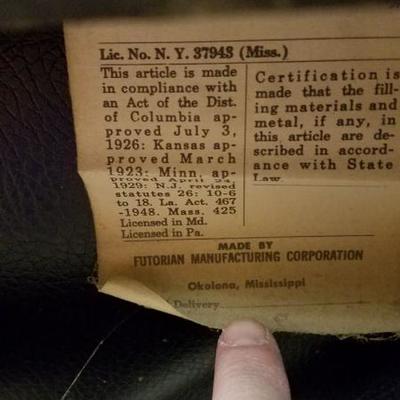 Lic. No. N. Y. 37943 (Miss.)
This article is made
in compliance with
an Act of the Dist.
of Columbia ap-
proved July 3,
1926: Kansas ap-
proved March
1923: Minn. ap-
proved April 24,
1929: N.J. revised
statutes 26: 10-6
to 18. La. Act. 467
-1948. Mass. 425
Licensed in Md.
Licensed in Pa.
Certification is
made that the fill-
ing materials and
metal, if any, in
this article are de-
scribed in accord-
ance with State
Law.
MADE BY
FUTORIAN MANUFACTURING CORPORATION
Okolona, Mississippi
Delivery